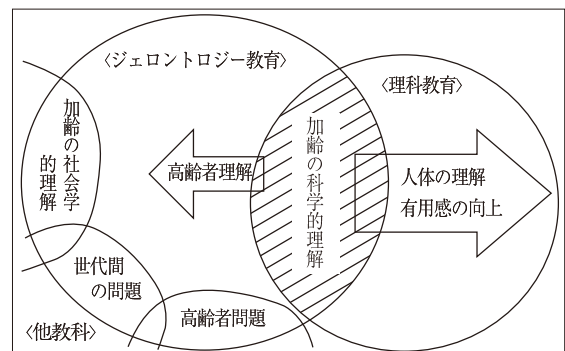 〈ジェロントロジー教育〉
〈理科教育〉
加齢の社会学
的理解
高齢者理解
加齢の科学的理解
人体の理解
有用感の向上
世代間
の問題
高齢者問題
〈他教科〉